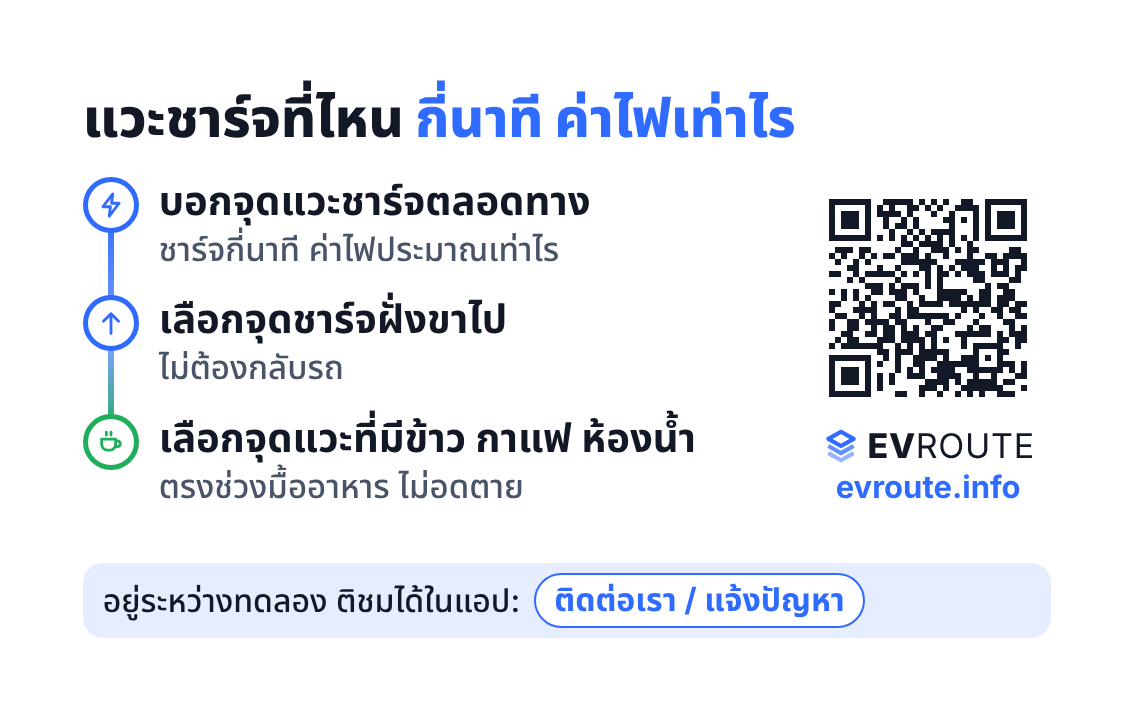 แวะชาร์จที่ไหน กี่นาที ค่าไฟเท่าไร
บอกจุดแวะชาร์จตลอดทาง
ชาร์จกี่นาที ค่าไฟประมาณเท่าไร
เลือกจุดชาร์จฝั่งขาไป
ไม่ต้องกลับรถ
เลือกจุดแวะที่มีข้าว กาแฟ ห้องน้ำ
ตรงช่วงมื้ออาหาร ไม่อดตาย
EVROUTE
evroute.info
อยู่ระหว่างทดลอง ติชมได้ในแอป: ติดต่อเรา / แจ้งปัญหา